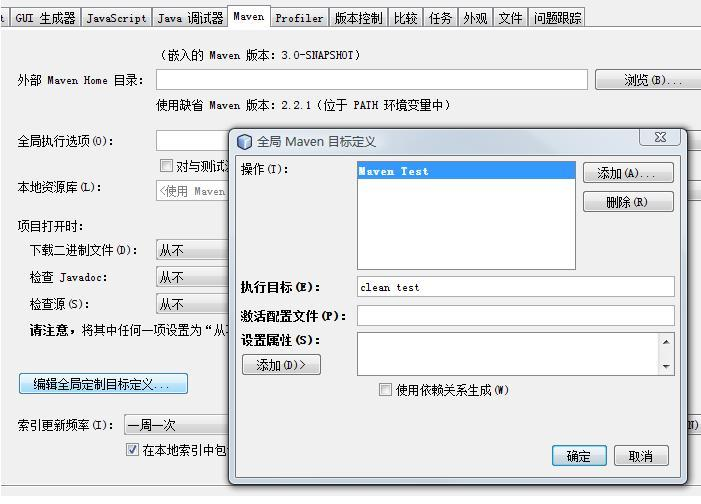 GUI 生成器 JavaScript Java 调试器 Maven Profiler 版本控制 比较 任务 外观 文件 问题跟踪
(嵌入的 Maven 版本: 3.0-SNAPSHOT)
外部 Maven Home 目录:
浏览(B)...
使用缺省 Maven 版本: 2.2.1(位于 PATH 环境变量中)
全局执行选项(O):
对与测试
本地资源库(L):
<使用 Maven
项目打开时:
下载二进制文件(D):
从不
检查 Javadoc:
从不
检查源(S):
从不
请注意, 将其中任何一项设置为“从
编辑全局定制目标定义...
索引更新频率(I):
一周一次
在本地索引中包
全局 Maven 目标定义
操作(T):
Maven Test
添加(A)...
删除(R)
执行目标(E):
clean test
激活配置文件(P):
设置属性(S):
添加(D)>
使用依赖关系生成(W)
确定
取消